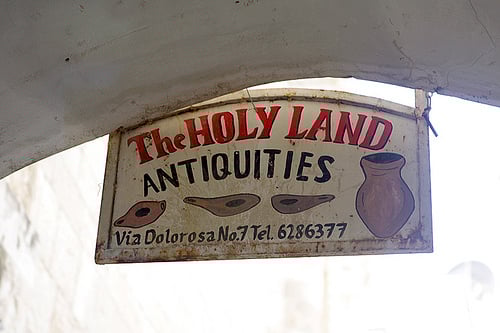 The HOLY LAND
ANTIQUITIES
Via Dolorosa No.7 Tel. 6286377